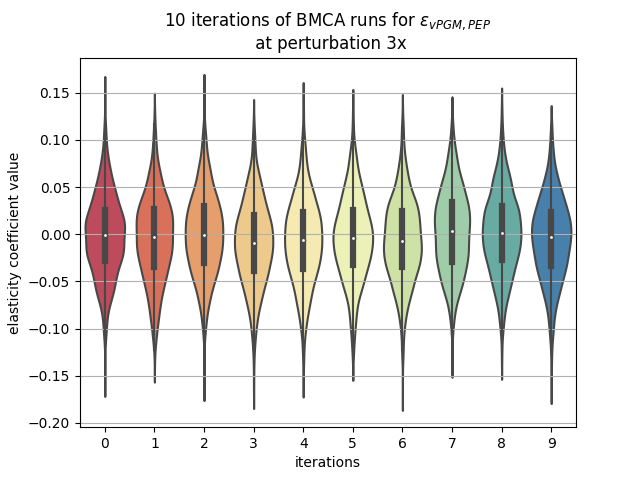 10 iterations of BMCA runs for ε_{vPGM, PEP}
at perturbation 3x
elasticity coefficient value
0.15
0.10
0.05
0.00
−0.05
−0.10
−0.15
−0.20
0 1 2 3 4 5 6 7 8 9
iterations